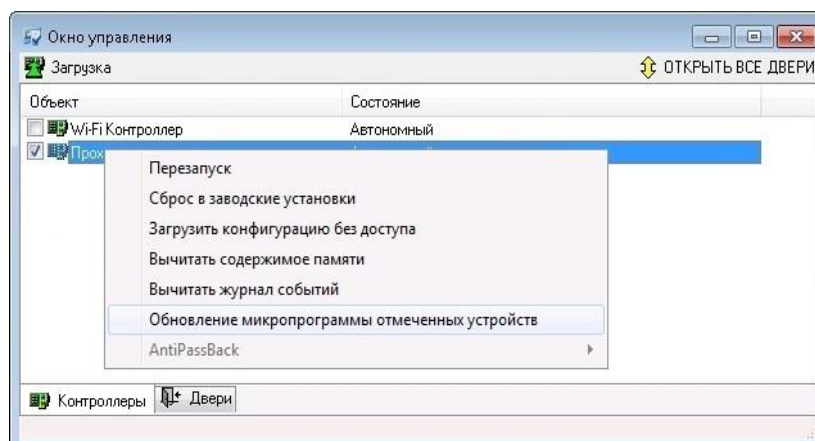 Окно управления
Загрузка ОТКРЫТЬ ВСЕ ДВЕРИ
Объект Состояние
Wi-Fi Контроллер Автономный
Перезапуск
Сброс в заводские установки
Загрузить конфигурацию без доступа
Вычитать содержимое памяти
Вычитать журнал событий
Обновление микропрограммы отмеченных устройств
AntiPassBack
Контроллеры Двери